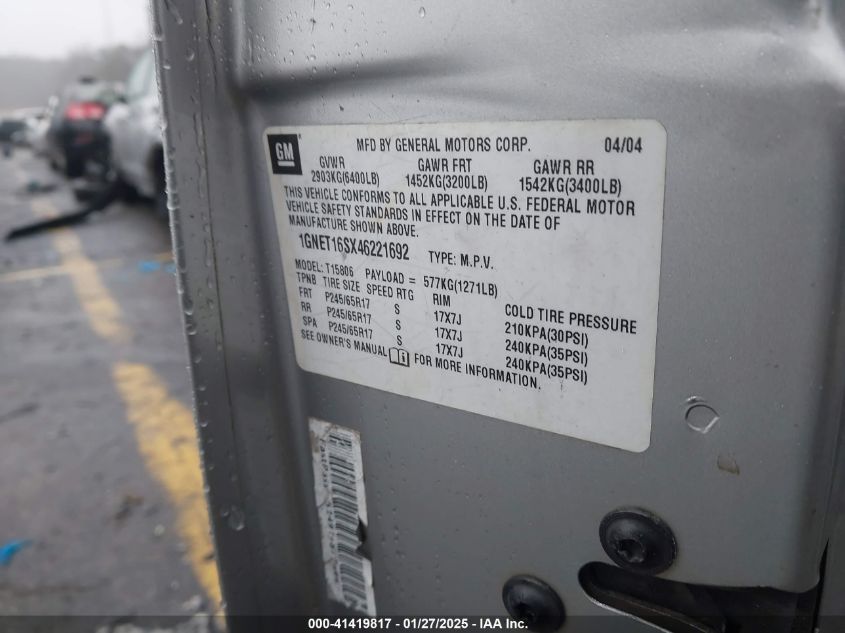 GM
MFD BY GENERAL MOTORS CORP. 04/04
GVWR GAWR FRT GAWR RR
2903KG(6400LB) 1452KG(3200LB) 1542KG(3400LB)
THIS VEHICLE CONFORMS TO ALL APPLICABLE U.S. FEDERAL MOTOR
VEHICLE SAFETY STANDARDS IN EFFECT ON THE DATE OF
MANUFACTURE SHOWN ABOVE.
1GNET16SX46221692 TYPE: M.P.V.
MODEL: T15806 PAYLOAD = 577KG(1271LB)
TPNB TIRE SIZE SPEED RTG RIM COLD TIRE PRESSURE
FRT P245/65R17 S 17X7J 210KPA(30PSI)
RR P245/65R17 S 17X7J 240KPA(35PSI)
SPA P245/65R17 S 17X7J 240KPA(35PSI)
SEE OWNER'S MANUAL FOR MORE INFORMATION.
000-41419817 - 01/27/2025 - IAA Inc.